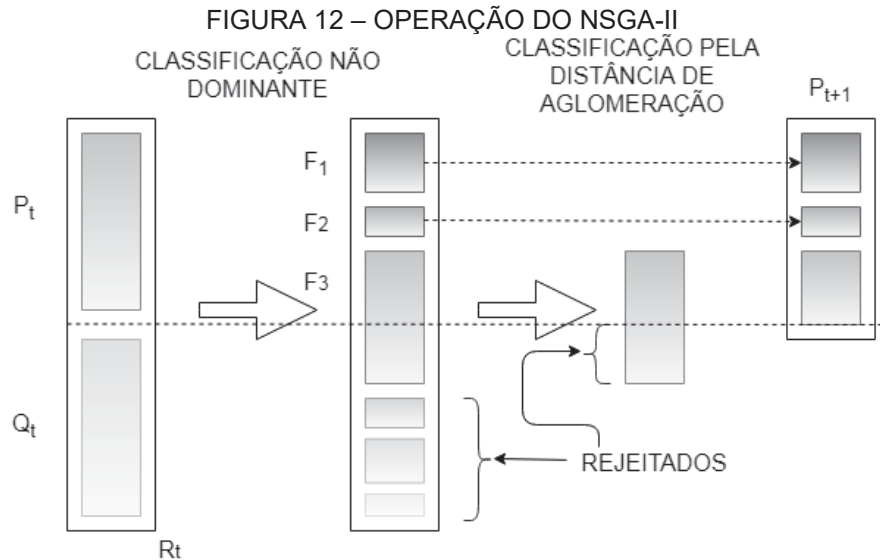 FIGURA 12 – OPERAÇÃO DO NSGA-II
CLASSIFICAÇÃO NÃO
DOMINANTE
CLASSIFICAÇÃO PELA
DISTÂNCIA DE
AGLOMERAÇÃO
Pt+1
F1
Pt
F2
F3
Qt
REJEITADOS
Rt